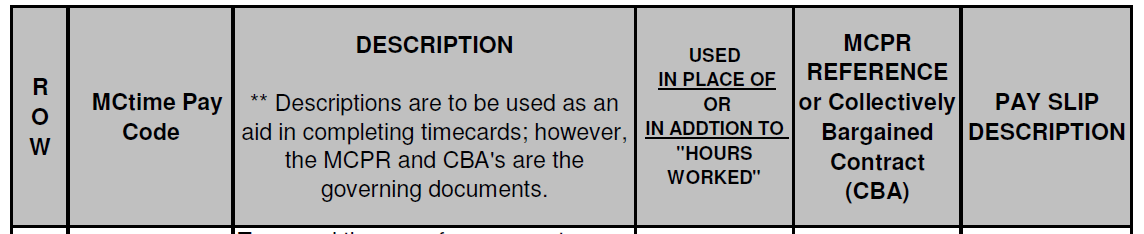 R
O
W
MCtime Pay
Code
DESCRIPTION
** Descriptions are to be used as an
aid in completing timecards; however,
the MCPR and CBA's are the
governing documents.
USED
IN PLACE OF
OR
IN ADDTION TO
"HOURS
WORKED"
MCPR
REFERENCE
or Collectively
Bargained
Contract
(CBA)
PAY SLIP
DESCRIPTION